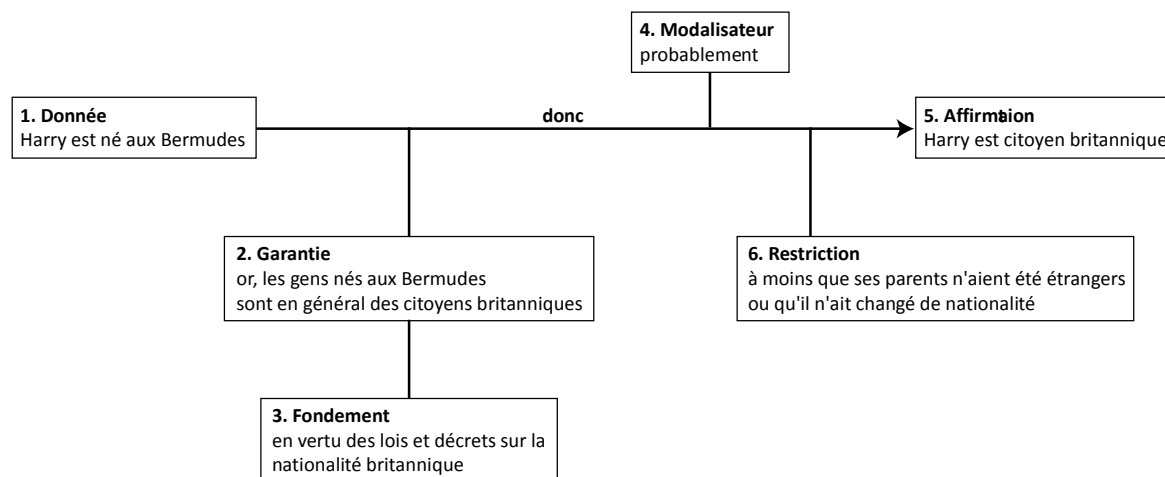 4. Modalisateur
probablement
1. Donnée
Harry est né aux Bermudes
donc
5. Affirmtaion
Harry est citoyen britannique
2. Garantie
or, les gens nés aux Bermudes
sont en général des citoyens britanniques
6. Restriction
à moins que ses parents n'aient été étrangers
ou qu'il n'ait changé de nationalité
3. Fondement
en vertu des lois et décrets sur la
nationalité britannique